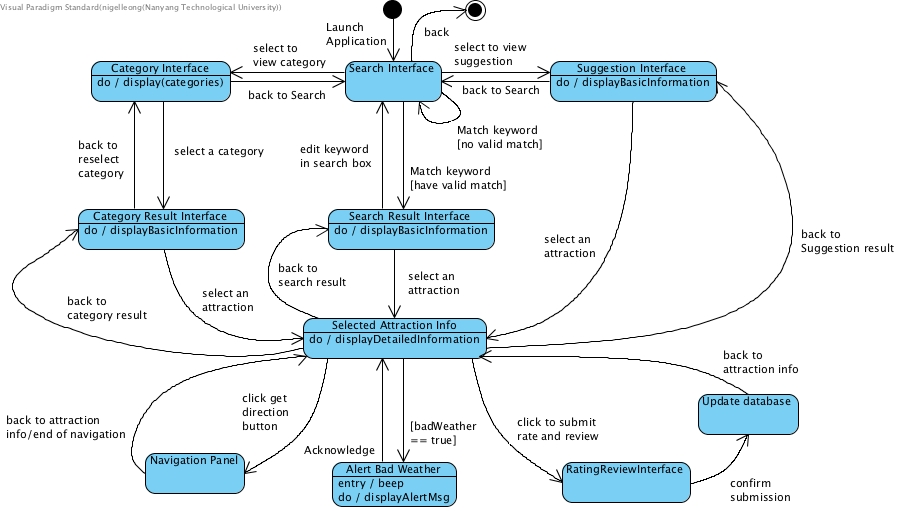 Visual Paradigm Standard(nigelleong(Nanyang Technological University))
Launch
Application
back
select to
view category
select to view
suggestion
Category Interface
do / display(categories)
Search Interface
Suggestion Interface
do / displayBasicInformation
back to Search
back to Search
Match keyword
[no valid match]
back to
reselect
category
select a category
edit keyword
in search box
Match keyword
[have valid match]
Category Result Interface
do / displayBasicInformation
Search Result Interface
do / displayBasicInformation
select an
attraction
back to
Suggestion result
back to
search result
select an
attraction
back to
category result
select an
attraction
Selected Attraction Info
do / displayDetailedInformation
back to
attraction info
click get
direction
button
Update database
back to attraction
info/end of navigation
[badWeather
== true]
click to submit
rate and review
Acknowledge
Navigation Panel
Alert Bad Weather
entry / beep
do / displayAlertMsg
RatingReviewInterface
confirm
submission